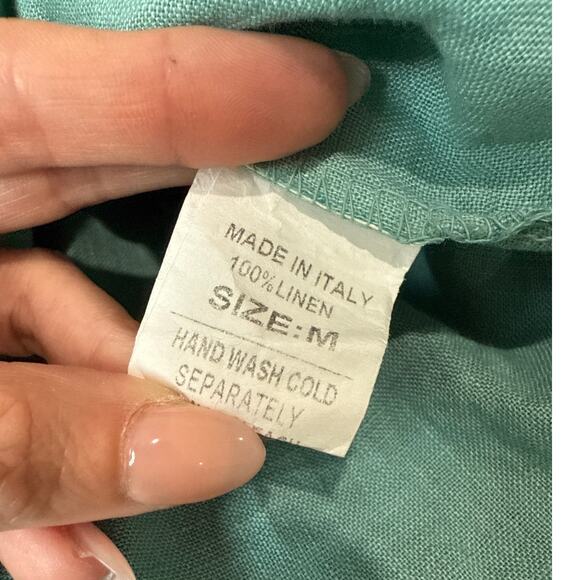 MADE IN ITALY
100% LINEN
SIZE:M
HAND WASH COLD
SEPARATELY